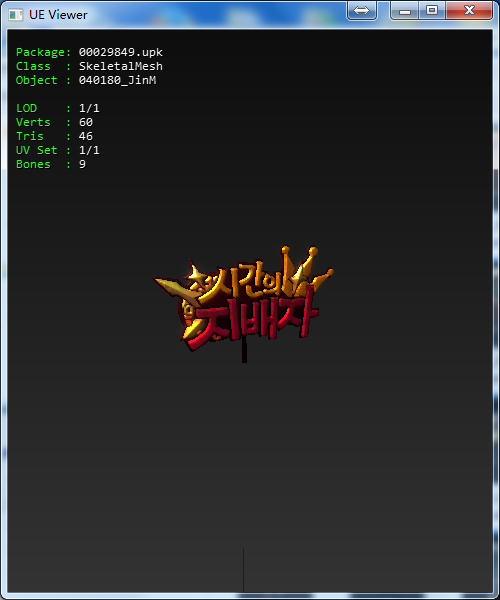 UE Viewer
Package: 00029849.upk
Class : SkeletalMesh
Object : 040180_JinM
LOD : 1/1
Verts : 60
Tris : 46
UV Set : 1/1
Bones : 9
시간의
지배자